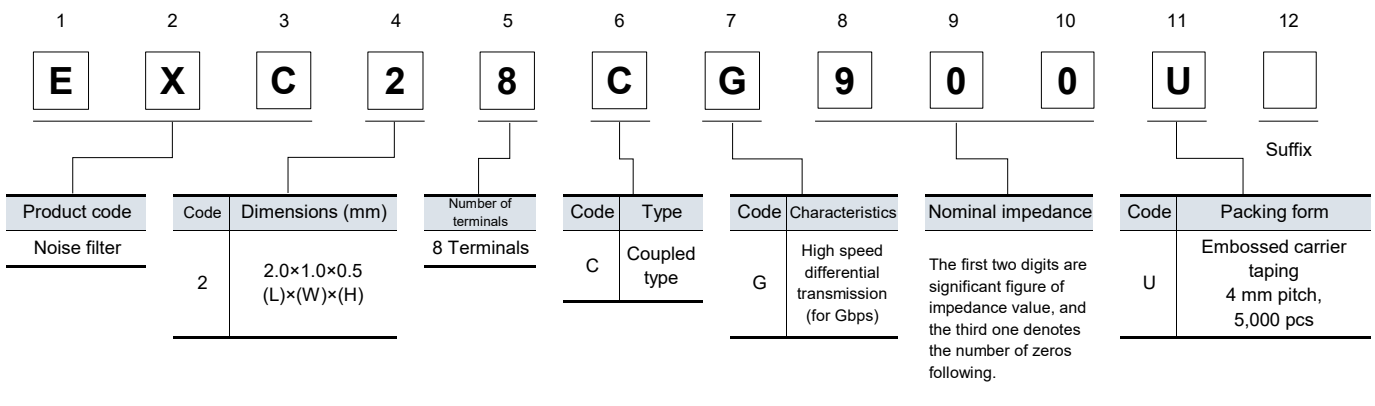 1 2 3 4 5 6 7 8 9 10 11 12
E X C 2 8 C G 9 0 0 U
Suffix
Product code
Noise filter
Code Dimensions (mm)
2
2.0×1.0×0.5
(L)×(W)×(H)
Number of
terminals
8 Terminals
Code Type
C
Coupled
type
Code Characteristics
G
High speed
differential
transmission
(for Gbps)
Nominal impedance
The first two digits are
significant figure of
impedance value, and
the third one denotes
the number of zeros
following.
Code Packing form
U
Embossed carrier
taping
4 mm pitch,
5,000 pcs